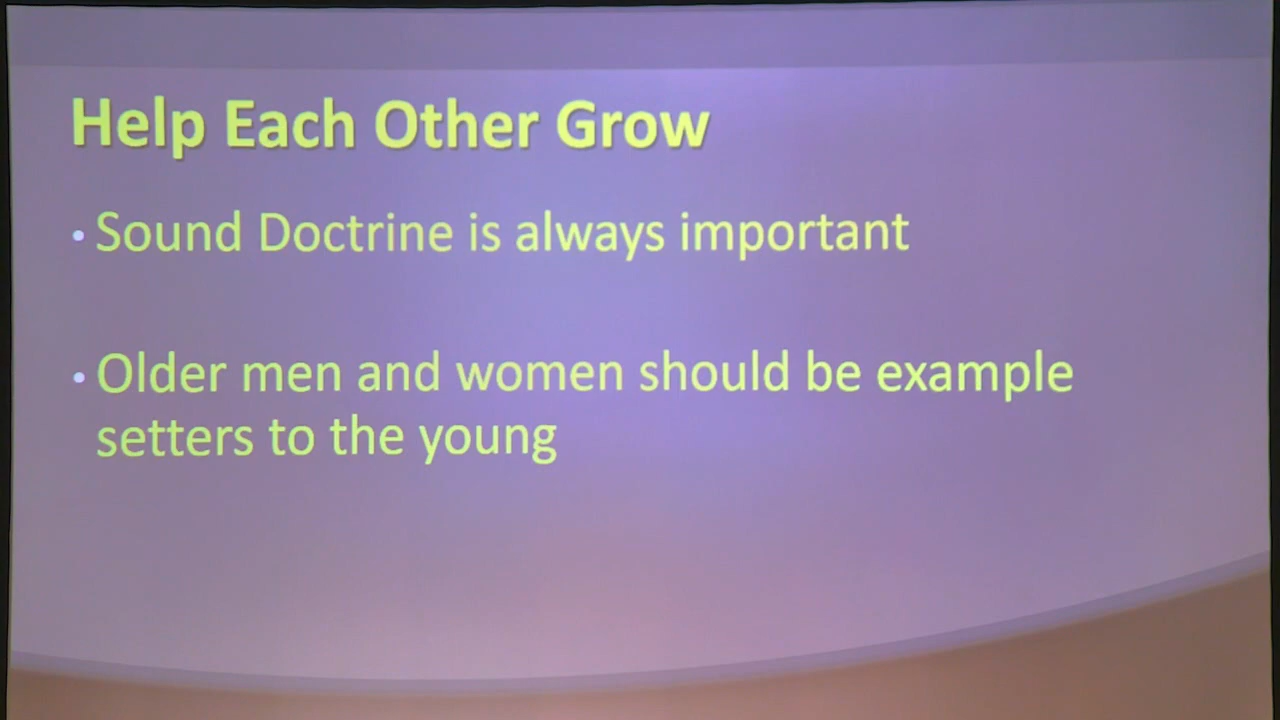 Help Each Other Grow
• Sound Doctrine is always important
• Older men and women should be example
setters to the young